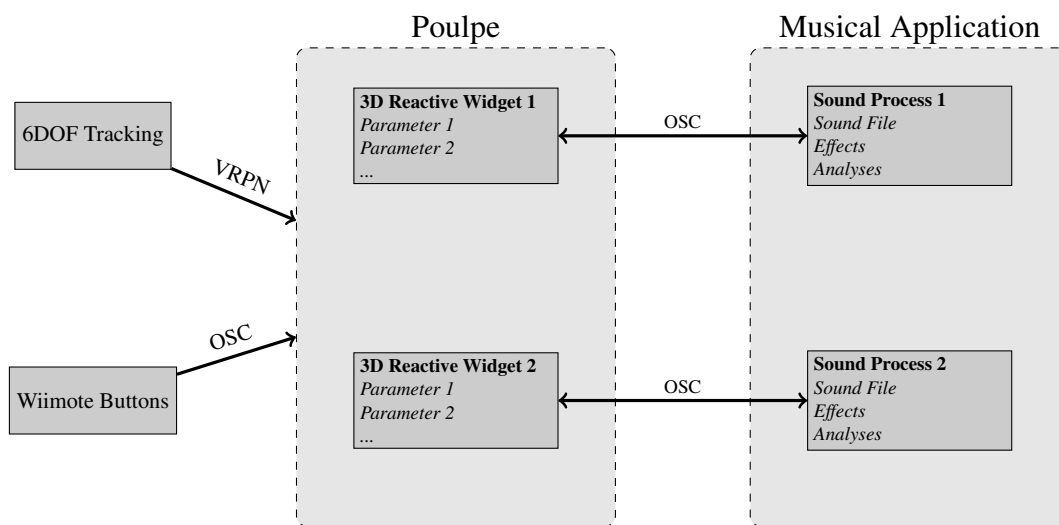 Poulpe
Musical Application
6DOF Tracking
VRPN
3D Reactive Widget 1
Parameter 1
Parameter 2
...
OSC
Sound Process 1
Sound File
Effects
Analyses
Wiimote Buttons
OSC
3D Reactive Widget 2
Parameter 1
Parameter 2
...
OSC
Sound Process 2
Sound File
Effects
Analyses